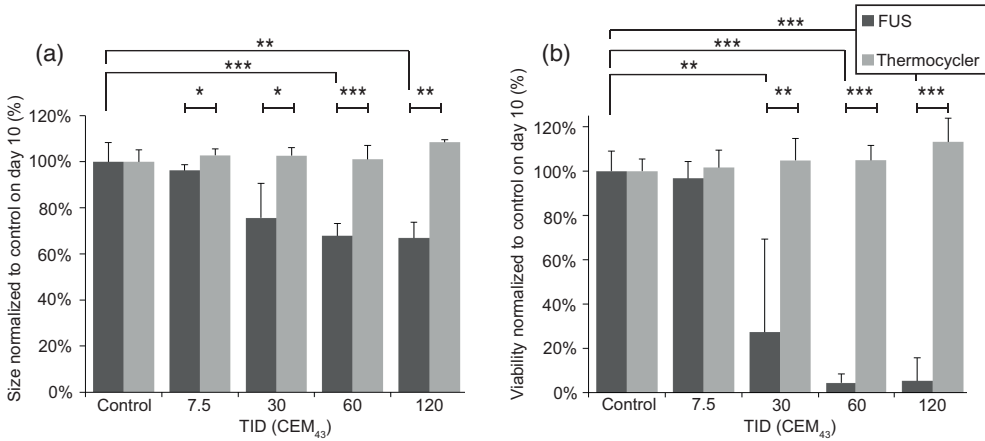 (a)
**
***
*
*
***
**
Size normalized to control on day 10 (%)
120%
100%
80%
60%
40%
20%
0%
Control 7.5 30 60 120
TID (CEM43)
(b)
***
***
**
**
***
***
FUS
Thermocycler
Viability normalized to control on day 10 (%)
120%
100%
80%
60%
40%
20%
0%
Control 7.5 30 60 120
TID (CEM43)